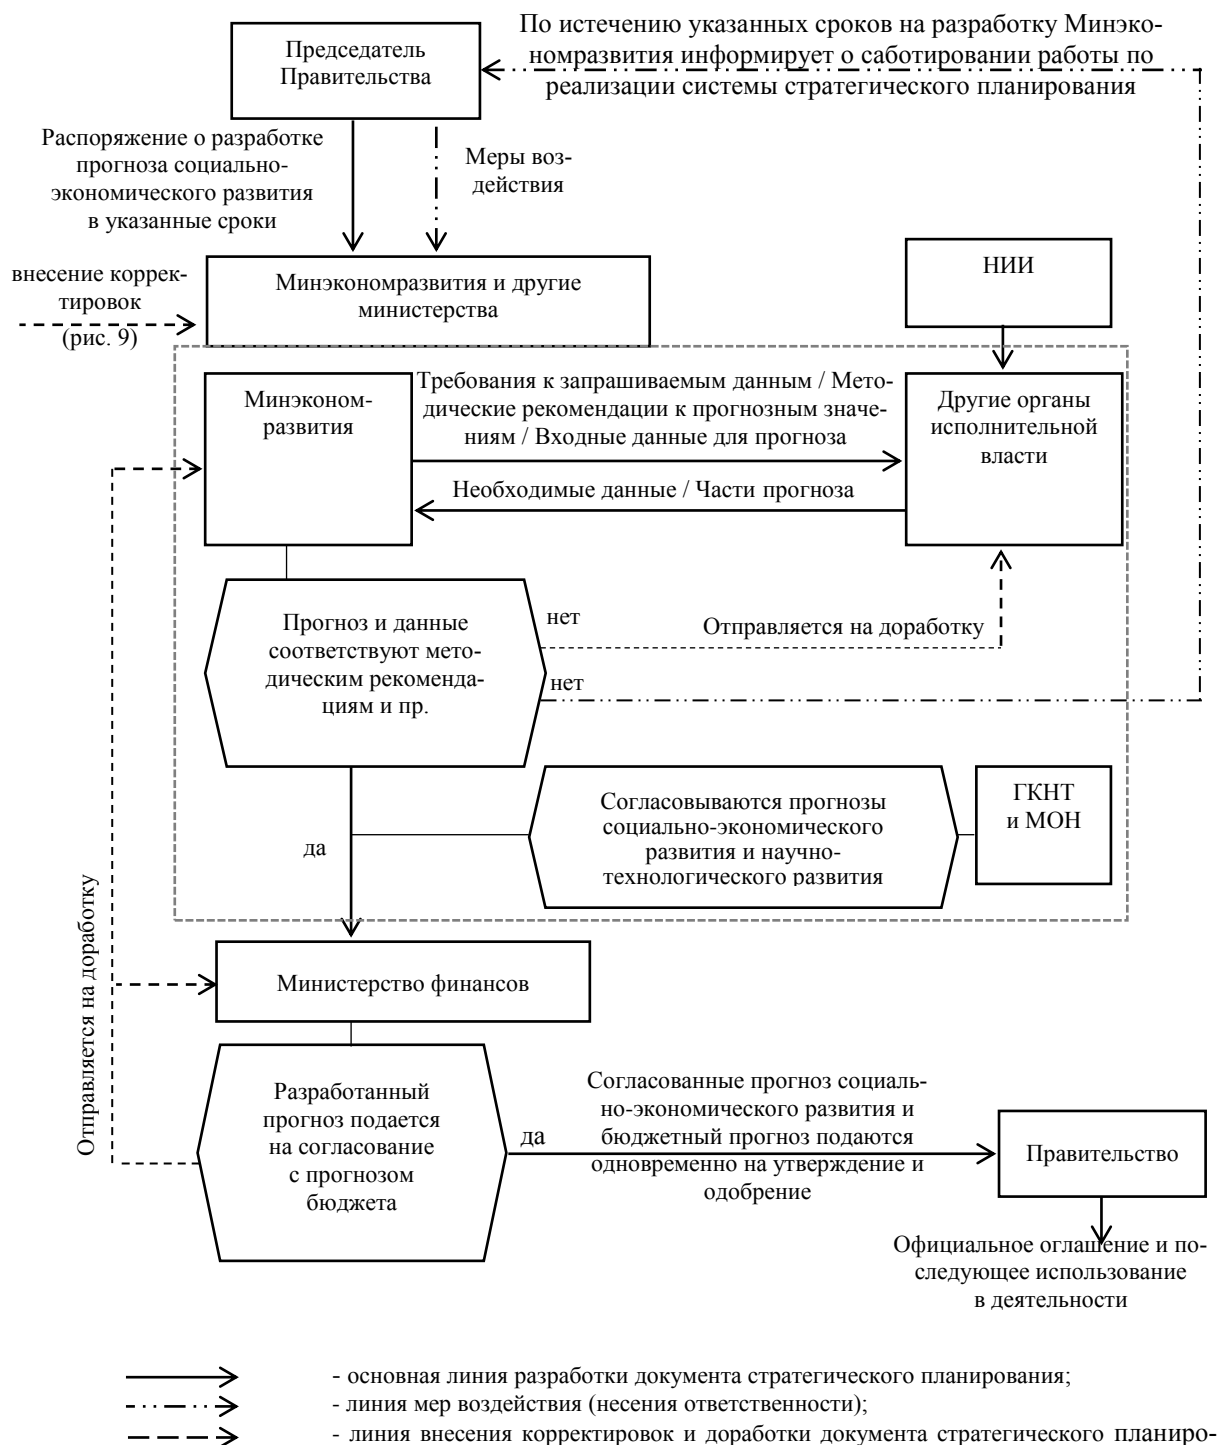 По истечению указанных сроков на разработку Минэко-
номразвития информирует о саботировании работы по
реализации системы стратегического планирования
Председатель
Правительства
Распоряжение о разработке
прогноза социально-
экономического развития
в указанные сроки
Меры воз-
действия
внесение коррек-
тировок
(рис. 9)
Минэкономразвития и другие
министерства
НИИ
Минэконом-
развития
Требования к запрашиваемым данным / Мето-
дические рекомендации к прогнозным значе-
ниям / Входные данные для прогноза
Необходимые данные / Части прогноза
Другие органы
исполнительной
власти
Прогноз и данные
соответствуют мето-
дическим рекоменда-
циям и пр.
нет
Отправляется на доработку
нет
Согласовываются прогнозы
социально-экономического
развития и научно-
технологического развития
ГКНТ
и МОН
да
Отправляется на доработку
Министерство финансов
Разработанный
прогноз подается
на согласование
с прогнозом
бюджета
да
Согласованные прогноз социаль-
но-экономического развития и
бюджетный прогноз подаются
одновременно на утверждение и
одобрение
Правительство
Официальное оглашение и по-
следующее использование
в деятельности
- основная линия разработки документа стратегического планирования;
- линия мер воздействия (несения ответственности);
- линия внесения корректировок и доработки документа стратегического планиро-